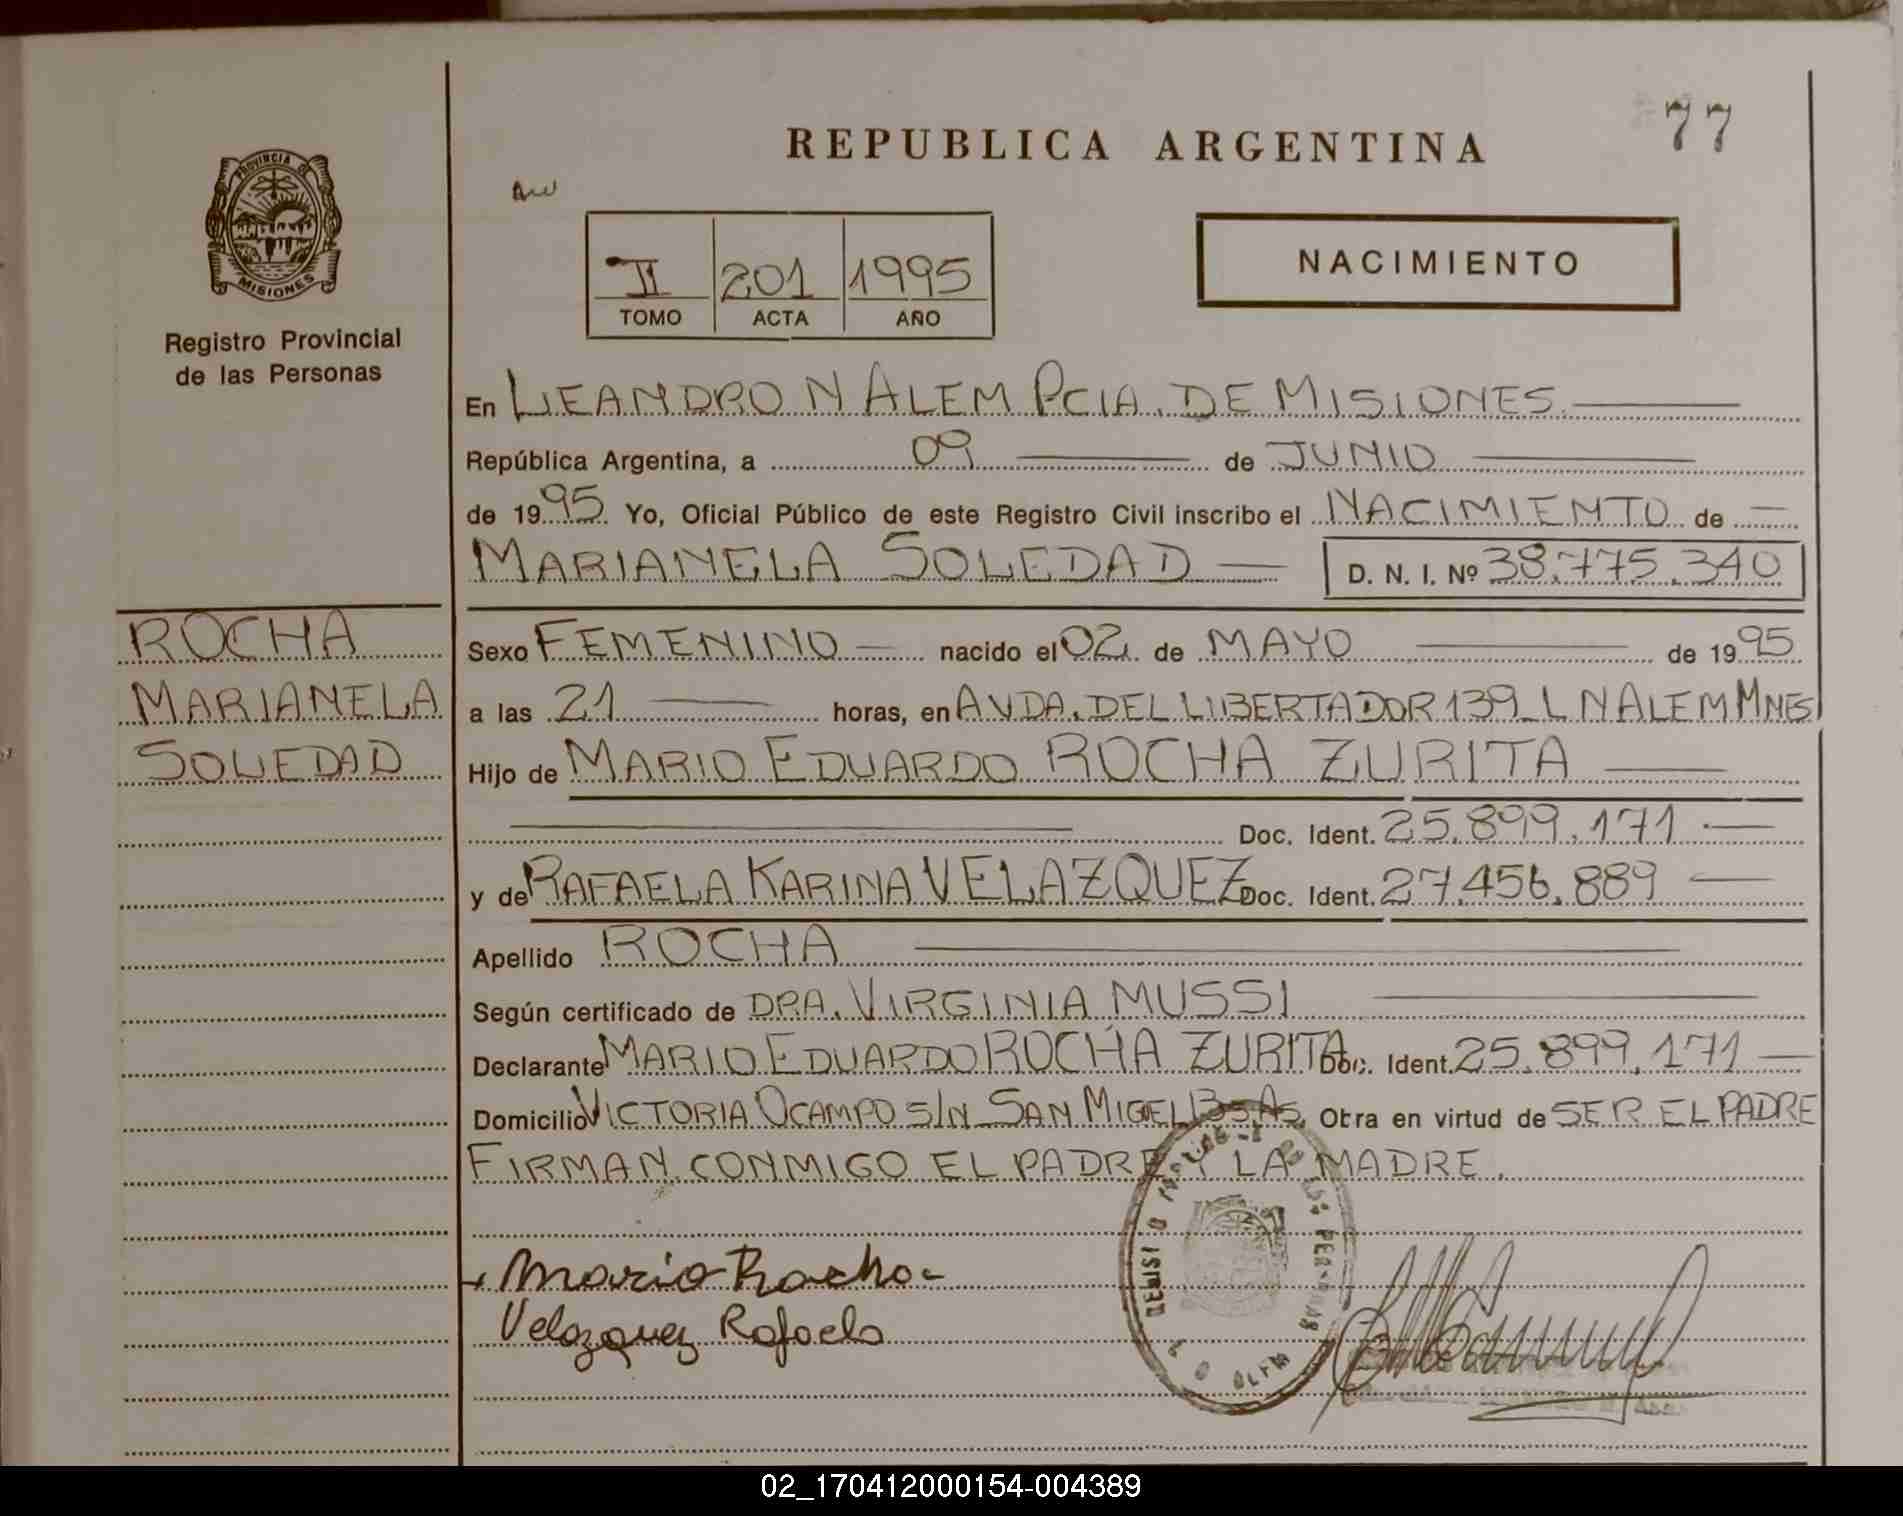 77
REPUBLICA ARGENTINA
PROVINCIA
MISIONES
Registro Provincial
de las Personas
II 201 1995
TOMO ACTA AÑO
NACIMIENTO
En LEANDRO N ALEM PCIA. DE MISIONES.
República Argentina, a 09 de JUNIO
de 1995 Yo, Oficial Público de este Registro Civil inscribo el NACIMIENTO de
MARIANELA SOLEDAD D. N. I. Nº 38.775.340
ROCHA
MARIANELA
SOLEDAD
Sexo FEMENINO nacido el 02 de MAYO de 1995
a las 21 horas, en AVDA. DEL LIBERTADOR 139_L N ALEM MNES
Hijo de MARIO EDUARDO ROCHA ZURITA
Doc. Ident. 25.899.171
y de RAFAELA KARINA VELAZQUEZ Doc. Ident. 27.456.889
Apellido ROCHA
Según certificado de DRA. VIRGINIA MUSSI
Declarante MARIO EDUARDO ROCHA ZURITA Doc. Ident. 25.899.171
Domicilio VICTORIA OCAMPO S/N_SAN MIGUEL BS AS. Obra en virtud de SER EL PADRE
FIRMAN CONMIGO EL PADRE Y LA MADRE.
Mario Rocha
Velazquez Rafaela
02_170412000154-004389